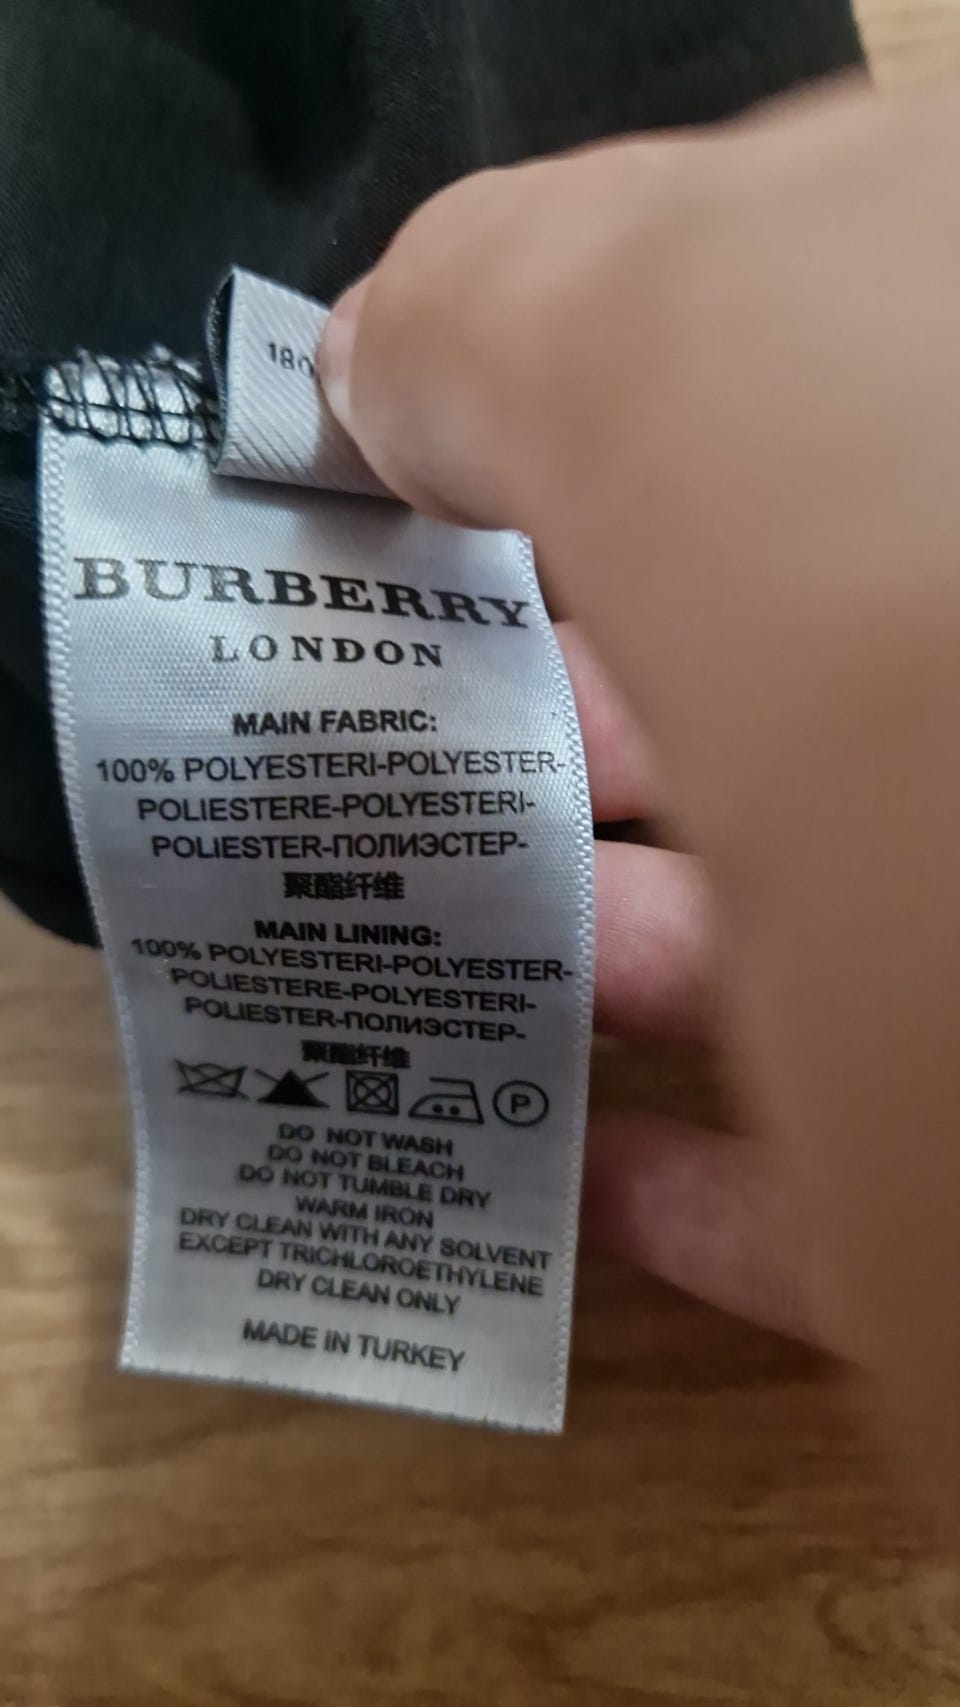 BURBERRY
LONDON
MAIN FABRIC:
100% POLYESTERI-POLYESTER-
POLIESTERE-POLYESTERI-
POLIESTER-ПОЛИЭСТЕР-
聚酯纤维
MAIN LINING:
100% POLYESTERI-POLYESTER-
POLIESTERE-POLYESTERI-
POLIESTER-ПОЛИЭСТЕР-
聚酯纤维
P
DO NOT WASH
DO NOT BLEACH
DO NOT TUMBLE DRY
WARM IRON
DRY CLEAN WITH ANY SOLVENT
EXCEPT TRICHLOROETHYLENE
DRY CLEAN ONLY
MADE IN TURKEY